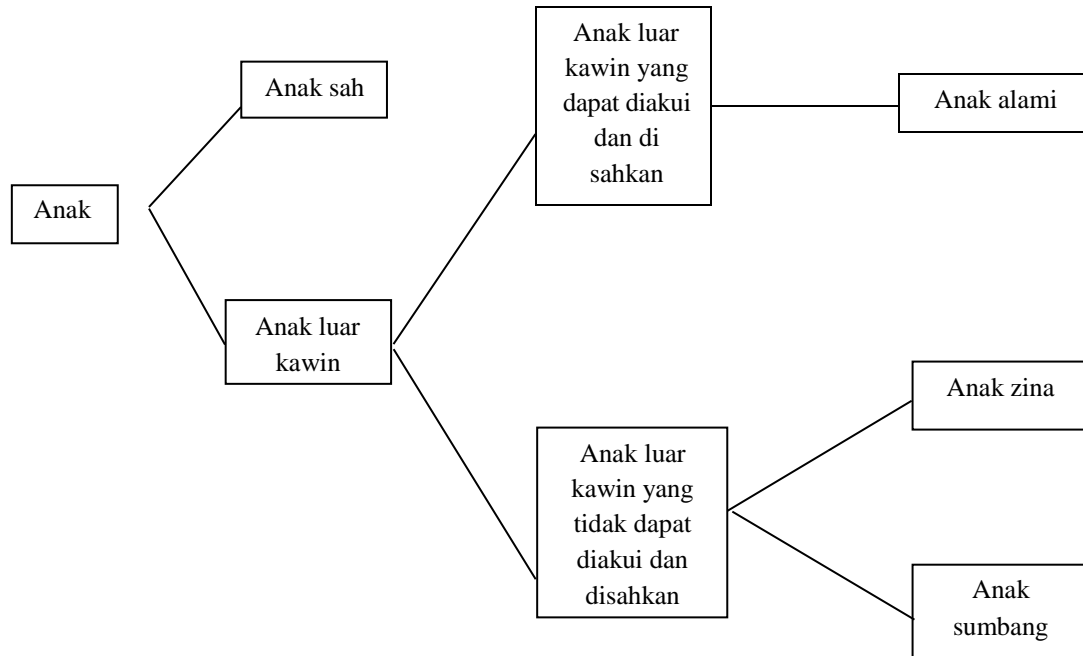 Anak
Anak sah
Anak luar
kawin
Anak luar
kawin yang
dapat diakui
dan di
sahkan
Anak alami
Anak luar
kawin yang
tidak dapat
diakui dan
disahkan
Anak zina
Anak
sumbang